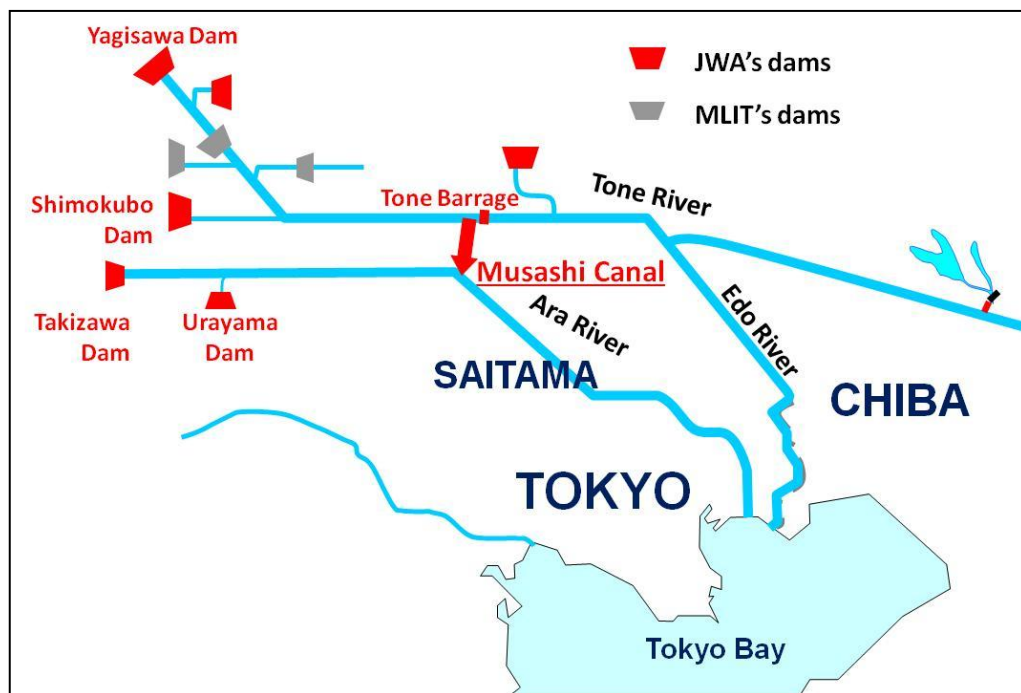 Yagisawa Dam
JWA's dams
MLIT's dams
Shimokubo
Dam
Tone Barrage
Tone River
Musashi Canal
Takizawa
Dam
Urayama
Dam
Ara River
Edo River
SAITAMA
CHIBA
TOKYO
Tokyo Bay